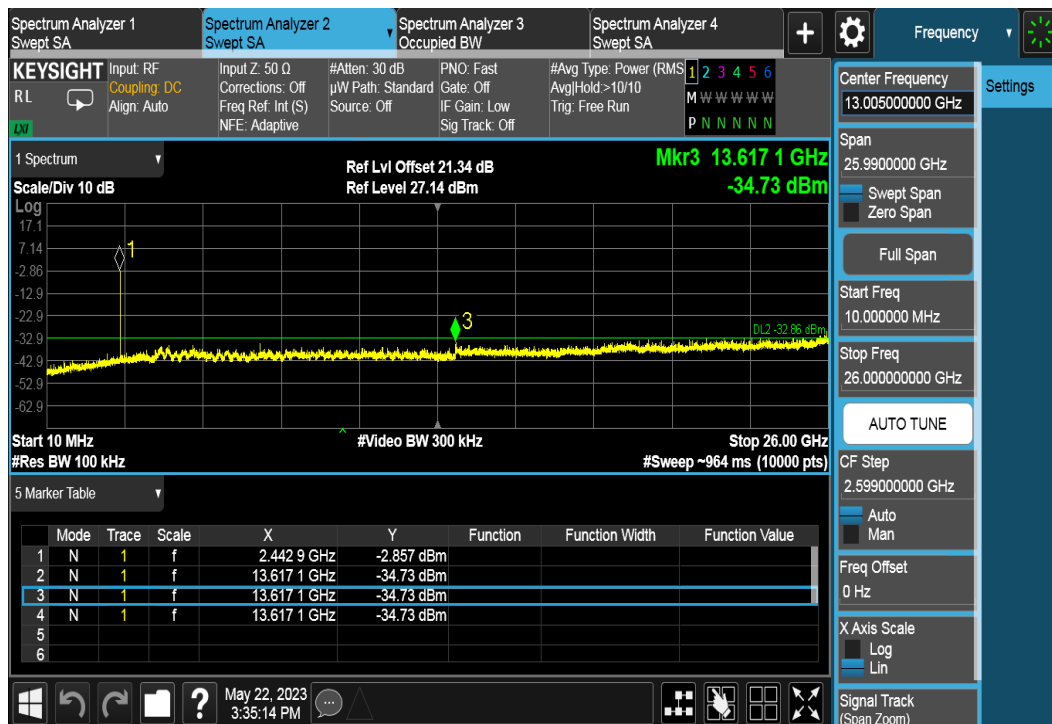 Spectrum Analyzer 1
Swept SA
Spectrum Analyzer 2
Swept SA
Spectrum Analyzer 3
Occupied BW
Spectrum Analyzer 4
Swept SA
+
Frequency
KEYSIGHT
RL
LXI
Input: RF
Coupling: DC
Align: Auto
Input Z: 50 Ω
Corrections: Off
Freq Ref: Int (S)
NFE: Adaptive
#Atten: 30 dB
µW Path: Standard
Source: Off
PNO: Fast
Gate: Off
IF Gain: Low
Sig Track: Off
#Avg Type: Power (RMS
Avg|Hold:>10/10
Trig: Free Run
1 2 3 4 5 6
M W W W W W
P N N N N N
1 Spectrum
Scale/Div 10 dB
Ref Lvl Offset 21.34 dB
Ref Level 27.14 dBm
Mkr3 13.617 1 GHz
-34.73 dBm
Log
17.1
7.14
-2.86
-12.9
-22.9
-32.9
-42.9
-52.9
-62.9
1
3
DL2 -32.86 dBm
Start 10 MHz
#Res BW 100 kHz
#Video BW 300 kHz
Stop 26.00 GHz
#Sweep ~964 ms (10000 pts)
5 Marker Table
Mode Trace Scale X Y Function Function Width Function Value
1 N 1 f 2.442 9 GHz -2.857 dBm
2 N 1 f 13.617 1 GHz -34.73 dBm
3 N 1 f 13.617 1 GHz -34.73 dBm
4 N 1 f 13.617 1 GHz -34.73 dBm
5
6
?
May 22, 2023
3:35:14 PM
Center Frequency
13.005000000 GHz
Span
25.9900000 GHz
Swept Span
Zero Span
Full Span
Start Freq
10.000000 MHz
Stop Freq
26.000000000 GHz
AUTO TUNE
CF Step
2.599000000 GHz
Auto
Man
Freq Offset
0 Hz
X Axis Scale
Log
Lin
Signal Track
(Span Zoom)
Settings